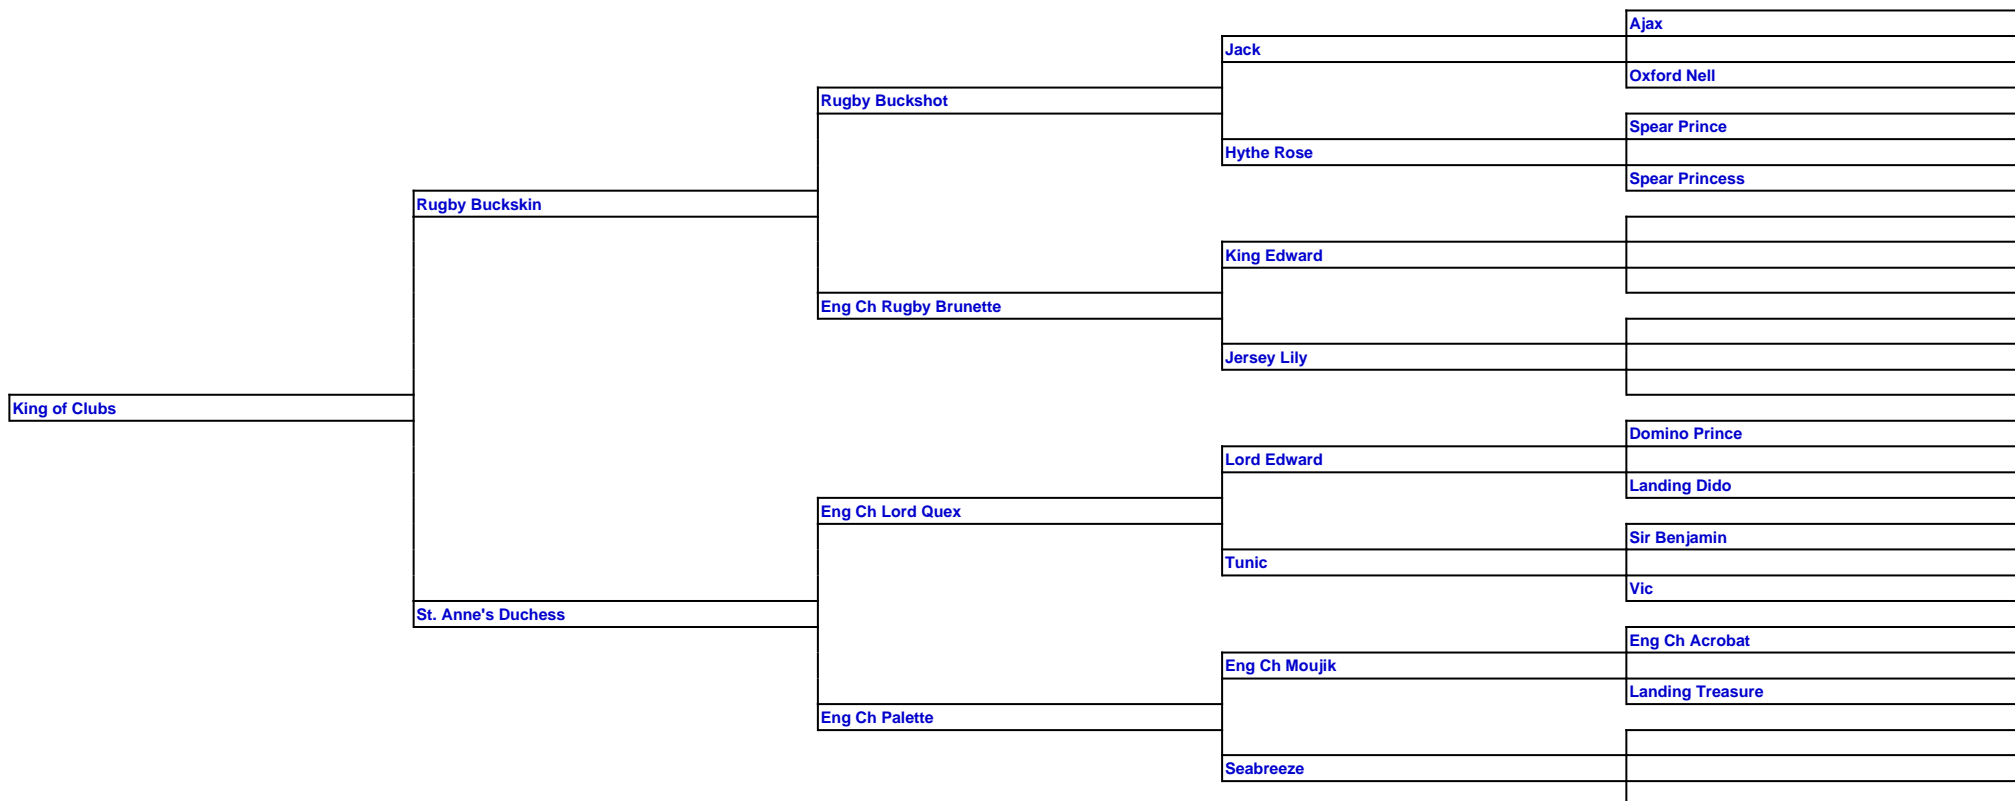 Ajax
Jack
Oxford Nell
Rugby Buckshot
Spear Prince
Hythe Rose
Spear Princess
Rugby Buckskin
King Edward
Eng Ch Rugby Brunette
Jersey Lily
King of Clubs
Domino Prince
Lord Edward
Landing Dido
Eng Ch Lord Quex
Sir Benjamin
Tunic
Vic
St. Anne's Duchess
Eng Ch Acrobat
Eng Ch Moujik
Landing Treasure
Eng Ch Palette
Seabreeze